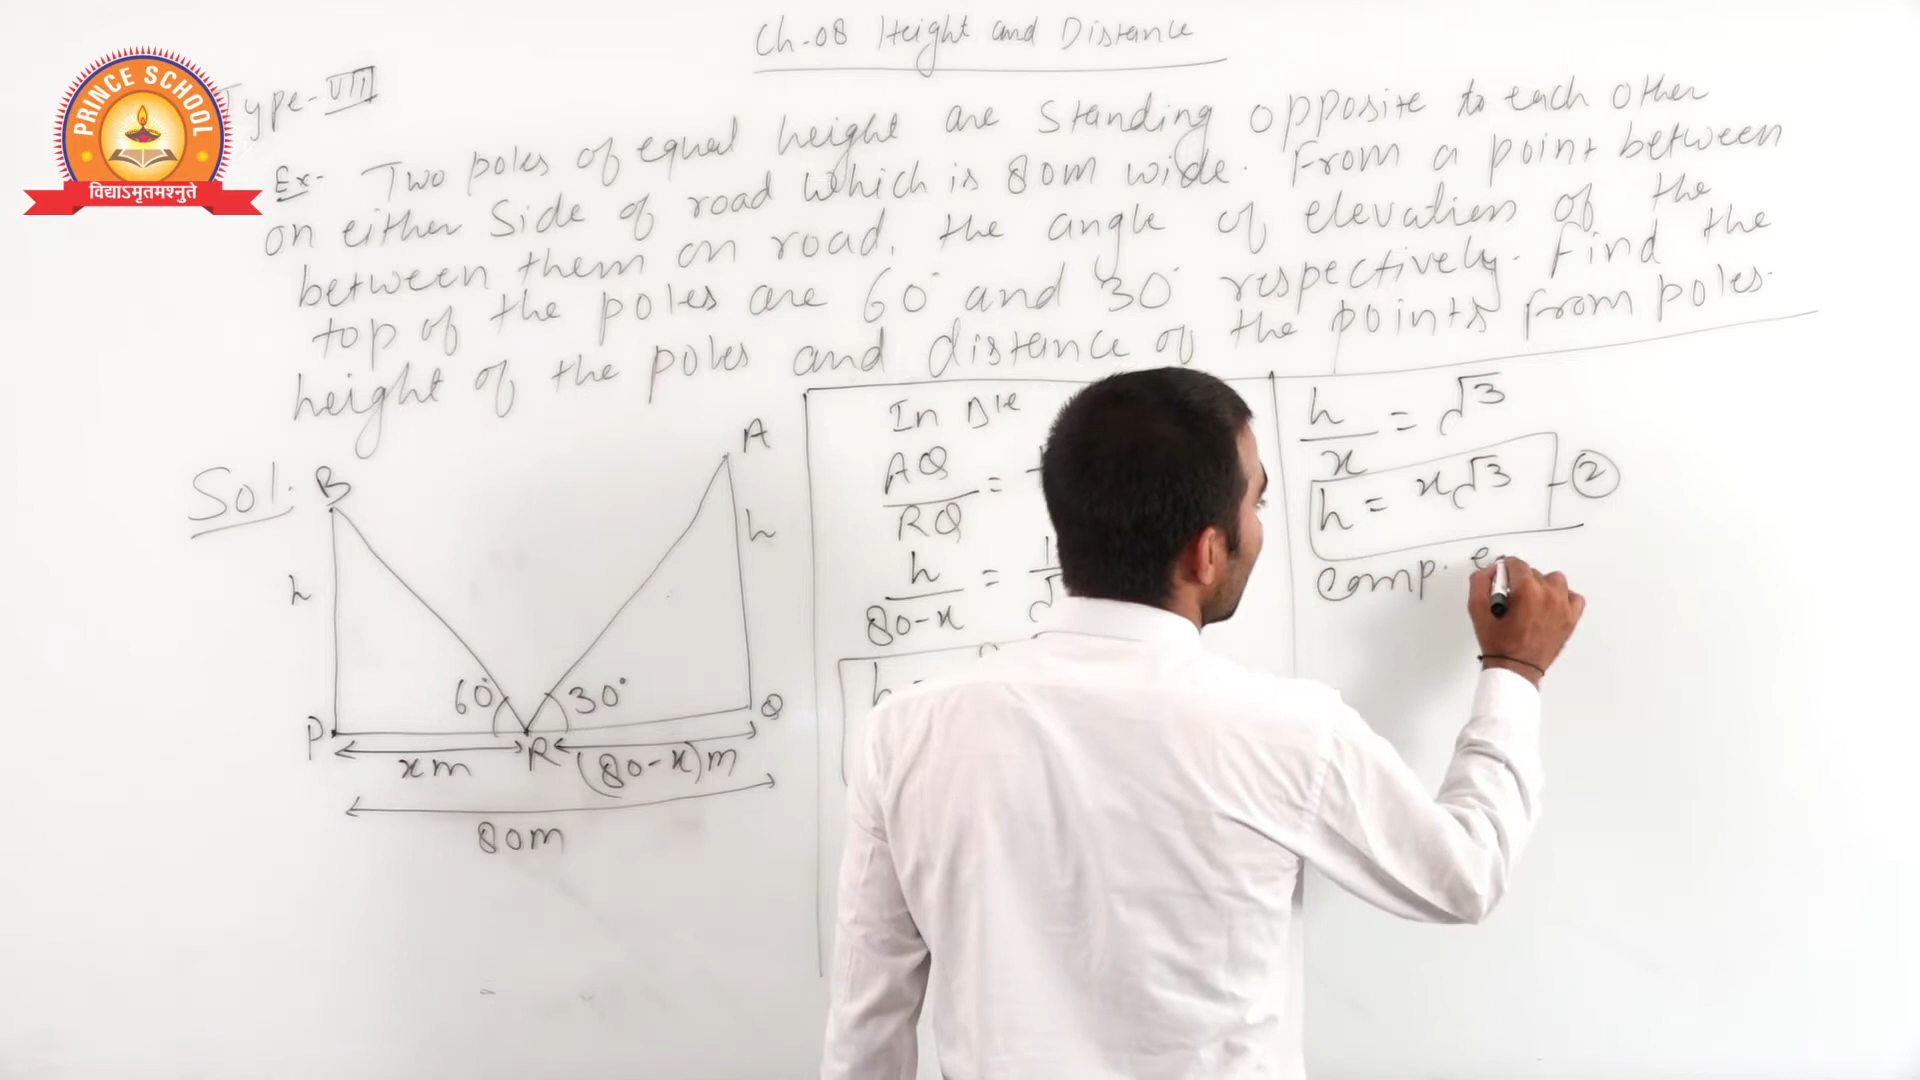 Ch-08 Height and Distance
PRINCE SCHOOL
विद्याऽमृतमश्नुते
Type-VIII
Ex- Two poles of equal height are standing opposite to each other
on either side of road which is 80m wide. From a point between
between them on road, the angle of elevation of the
top of the poles are 60° and 30° respectively. Find the
height of the poles and distance of the points from poles.
Sol:
B
A
h
h
60°
30°
P
R
Q
x m
(80-x)m
80m
In Δle
AQ
RQ
=
h
80-x
= 1
√
h
h/x = √3
h = x√3 - ②
Comp.